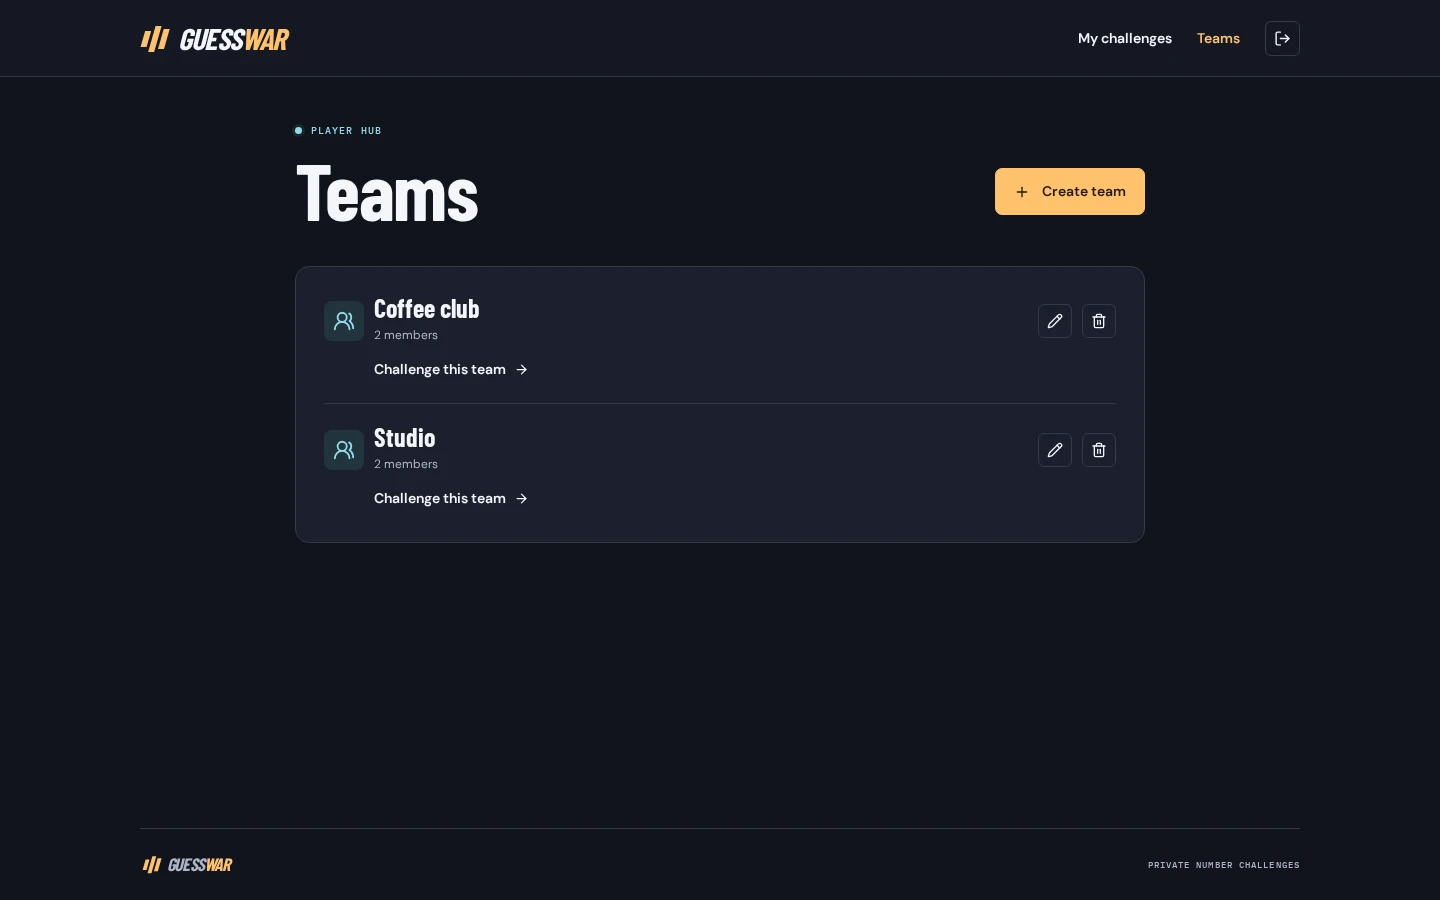 GUESSWAR
My challenges
Teams
PLAYER HUB
Teams
Create team
Coffee club
2 members
Challenge this team
Studio
2 members
Challenge this team
GUESSWAR
PRIVATE NUMBER CHALLENGES